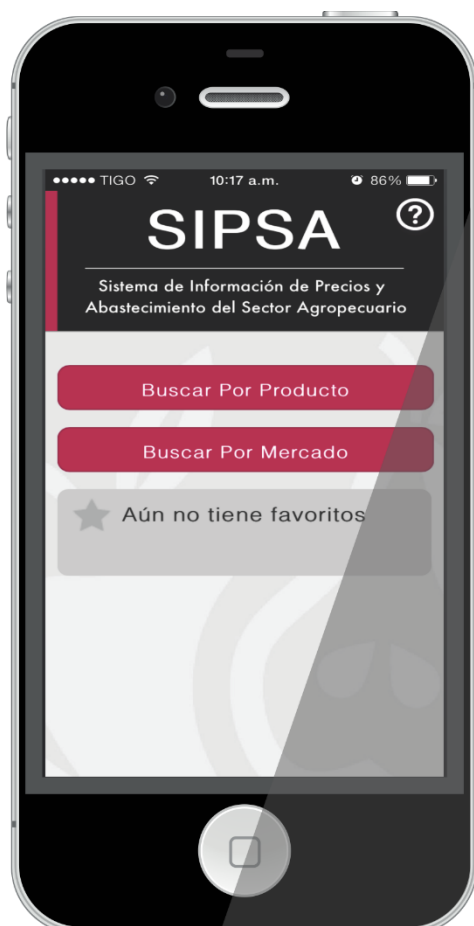 TIGO 10:17 a.m. 86%
SIPSA
?
Sistema de Información de Precios y
Abastecimiento del Sector Agropecuario
Buscar Por Producto
Buscar Por Mercado
Aún no tiene favoritos